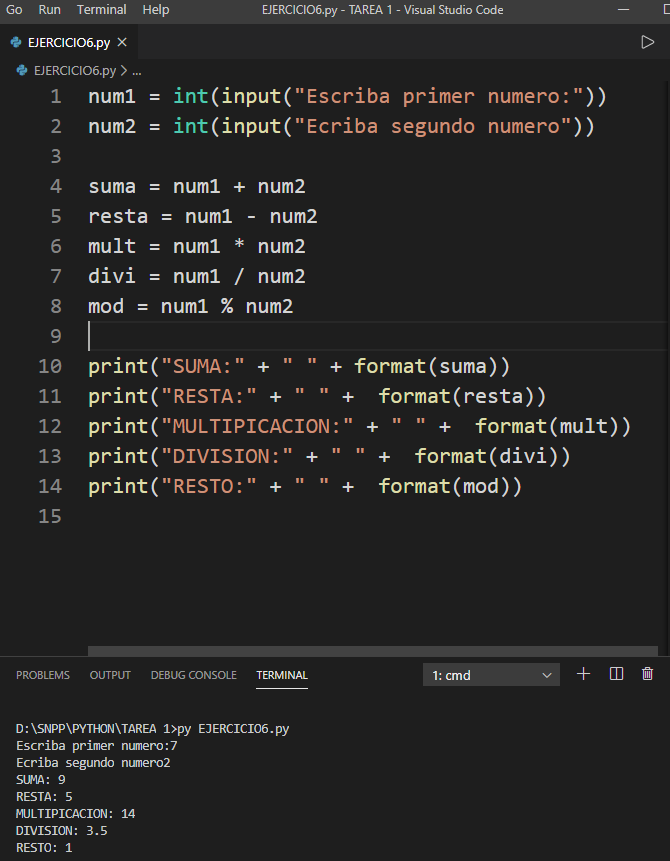 Go Run Terminal Help EJERCICIO6.py - TAREA 1 - Visual Studio Code
EJERCICIO6.py
EJERCICIO6.py > ...
1 num1 = int(input("Escriba primer numero:"))
2 num2 = int(input("Ecriba segundo numero"))
3
4 suma = num1 + num2
5 resta = num1 - num2
6 mult = num1 * num2
7 divi = num1 / num2
8 mod = num1 % num2
9
10 print("SUMA:" + " " + format(suma))
11 print("RESTA:" + " " +  format(resta))
12 print("MULTIPICACION:" + " " +  format(mult))
13 print("DIVISION:" + " " +  format(divi))
14 print("RESTO:" + " " +  format(mod))
15
PROBLEMS OUTPUT DEBUG CONSOLE TERMINAL 1: cmd
D:\SNPP\PYTHON\TAREA 1>py EJERCICIO6.py
Escriba primer numero:7
Ecriba segundo numero2
SUMA: 9
RESTA: 5
MULTIPICACION: 14
DIVISION: 3.5
RESTO: 1